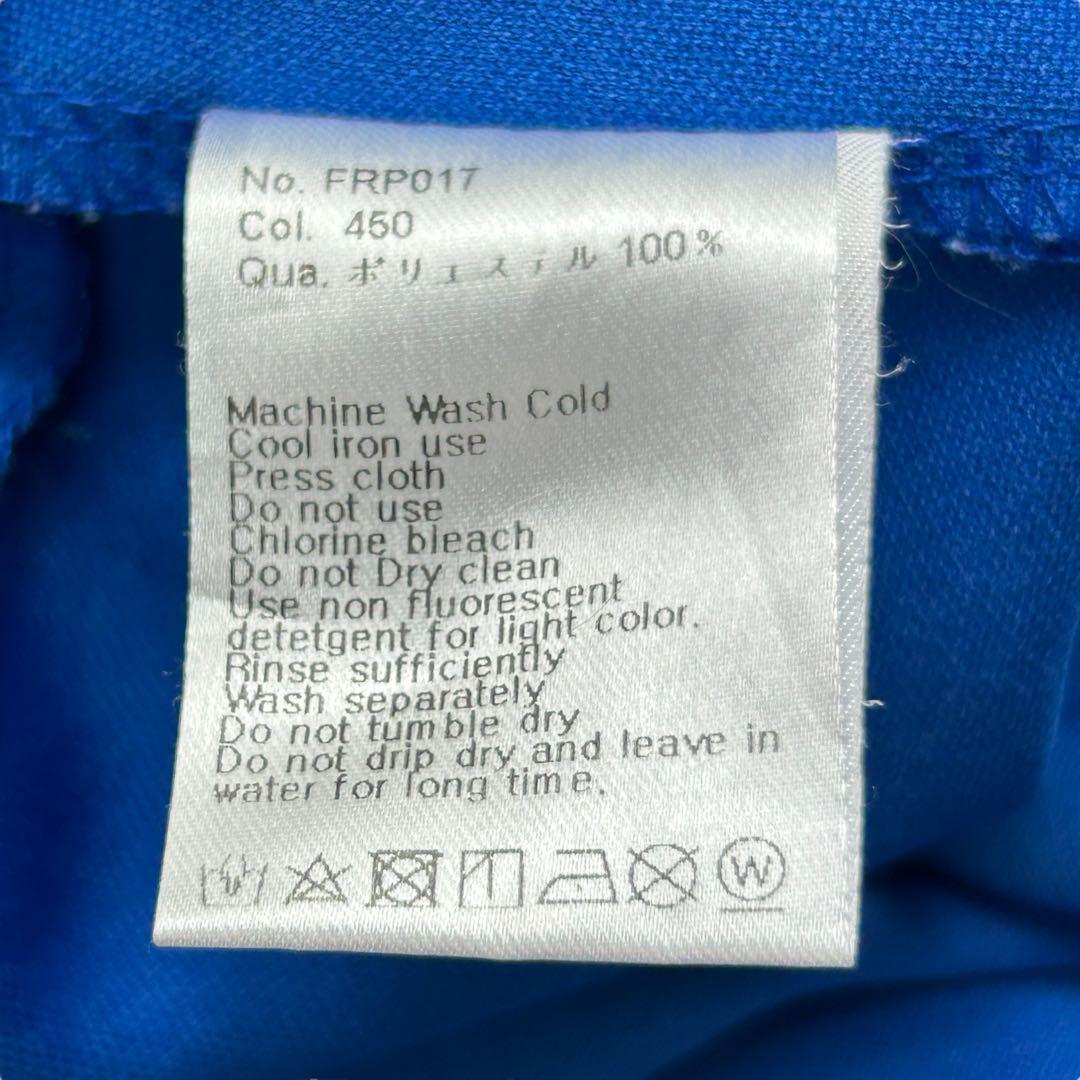 No. FRP017
Col. 450
Qua. ポリエステル 100%
Machine Wash Cold
Cool iron use
Press cloth
Do not use
Chlorine bleach
Do not Dry clean
Use non fluorescent
detetgent for light color.
Rinse sufficiently
Wash separately
Do not tumble dry
Do not drip dry and leave in
water for long time.
W